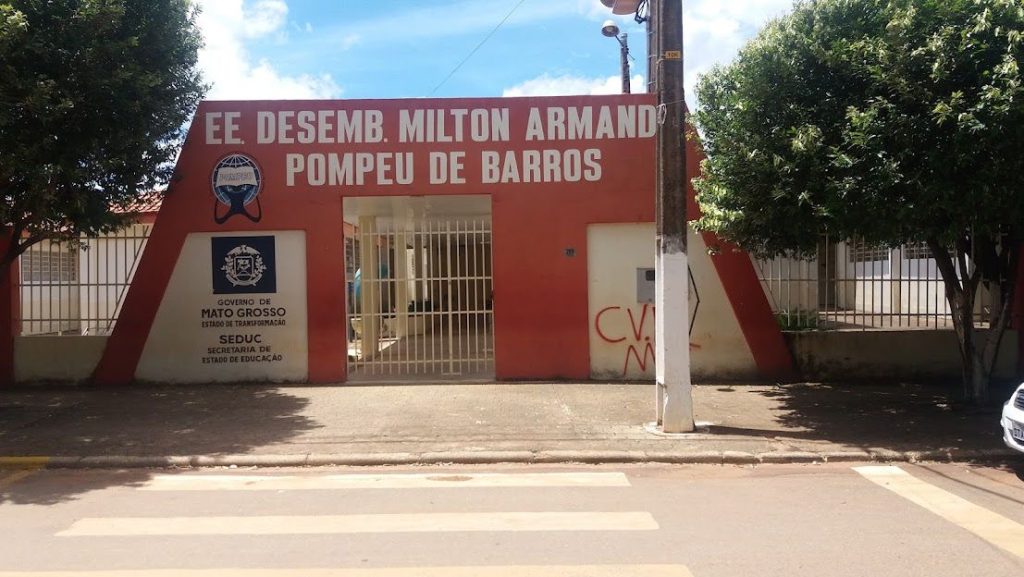 EE. DESEMB. MILTON ARMAND
POMPEU DE BARROS
GOVERNO DE
MATO GROSSO
ESTADO DE TRANSFORMAÇÃO
SEDUC
SECRETARIA DE
ESTADO DE EDUCAÇÃO